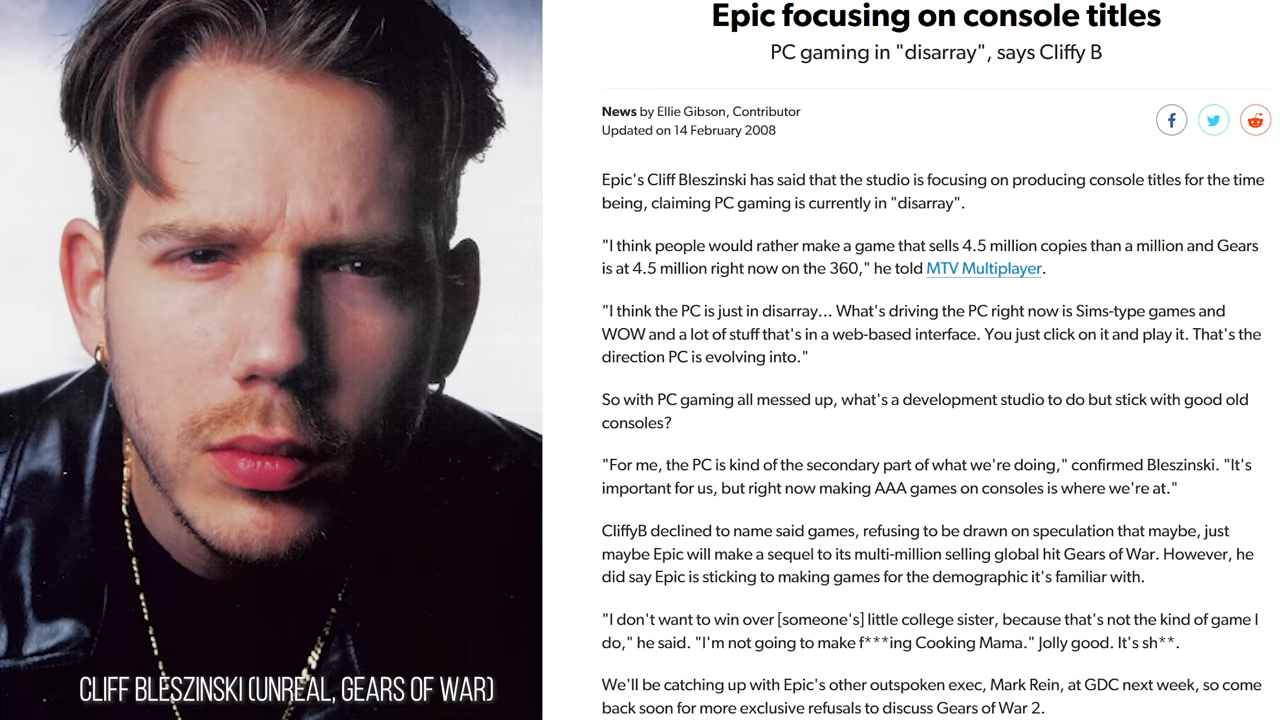 CLIFF BLESZINSKI (UNREAL, GEARS OF WAR)
Epic focusing on console titles
PC gaming in "disarray", says Cliffy B
News by Ellie Gibson, Contributor
Updated on 14 February 2008
Epic's Cliff Bleszinski has said that the studio is focusing on producing console titles for the time
being, claiming PC gaming is currently in "disarray".
"I think people would rather make a game that sells 4.5 million copies than a million and Gears
is at 4.5 million right now on the 360," he told MTV Multiplayer.
"I think the PC is just in disarray... What's driving the PC right now is Sims-type games and
WOW and a lot of stuff that's in a web-based interface. You just click on it and play it. That's the
direction PC is evolving into."
So with PC gaming all messed up, what's a development studio to do but stick with good old
consoles?
"For me, the PC is kind of the secondary part of what we're doing," confirmed Bleszinski. "It's
important for us, but right now making AAA games on consoles is where we're at."
CliffyB declined to name said games, refusing to be drawn on speculation that maybe, just
maybe Epic will make a sequel to its multi-million selling global hit Gears of War. However, he
did say Epic is sticking to making games for the demographic it's familiar with.
"I don't want to win over [someone's] little college sister, because that's not the kind of game I
do," he said. "I'm not going to make f***ing Cooking Mama." Jolly good. It's sh**.
We'll be catching up with Epic's other outspoken exec, Mark Rein, at GDC next week, so come
back soon for more exclusive refusals to discuss Gears of War 2.